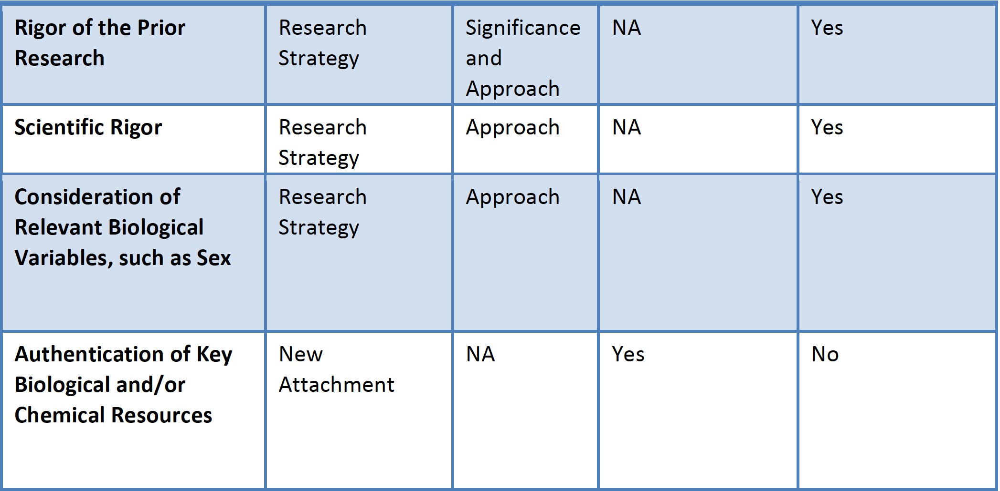 Rigor of the Prior
Research
Research
Strategy
Significance
and
Approach
NA
Yes
Scientific Rigor
Research
Strategy
Approach
NA
Yes
Consideration of
Relevant Biological
Variables, such as Sex
Research
Strategy
Approach
NA
Yes
Authentication of Key
Biological and/or
Chemical Resources
New
Attachment
NA
Yes
No